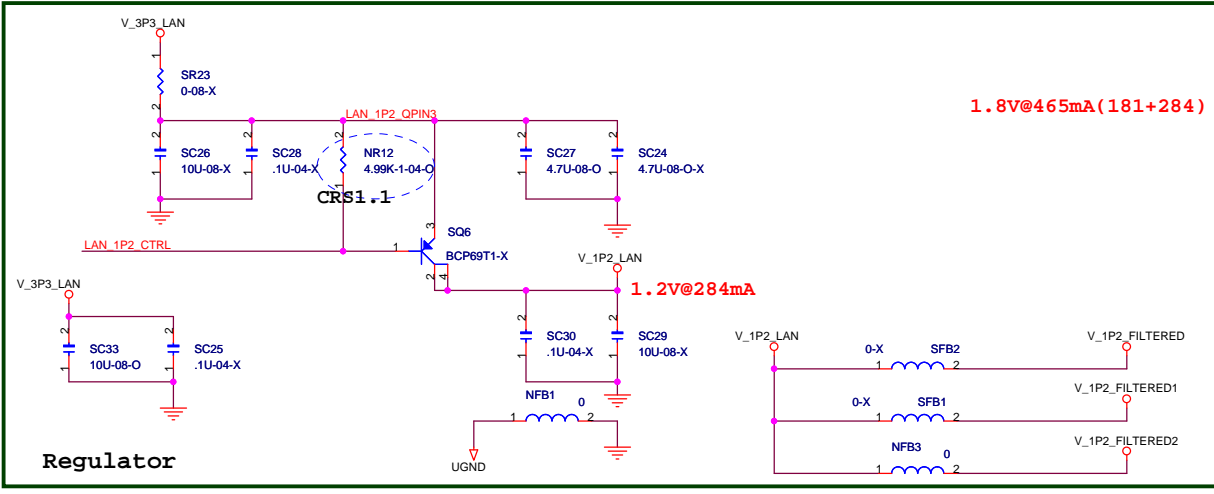 V_3P3_LAN
1
SR23
0-08-X
2
LAN_1P2_QPIN3
1.8V@465mA(181+284)
2
SC26
10U-08-X
1
2
SC28
.1U-04-X
1
2
NR12
4.99K-1-04-O
1
CRS1.1
2
SC27
4.7U-08-O
1
2
SC24
4.7U-08-O-X
1
LAN_1P2_CTRL
1
3
SQ6
BCP69T1-X
2
4
V_1P2_LAN
1.2V@284mA
V_3P3_LAN
2
SC33
10U-08-O
1
2
SC25
.1U-04-X
1
2
SC30
.1U-04-X
1
2
SC29
10U-08-X
1
NFB1
0
1
2
UGND
V_1P2_LAN
0-X
SFB2
1
2
V_1P2_FILTERED
0-X
SFB1
1
2
V_1P2_FILTERED1
NFB3
0
1
2
V_1P2_FILTERED2
Regulator